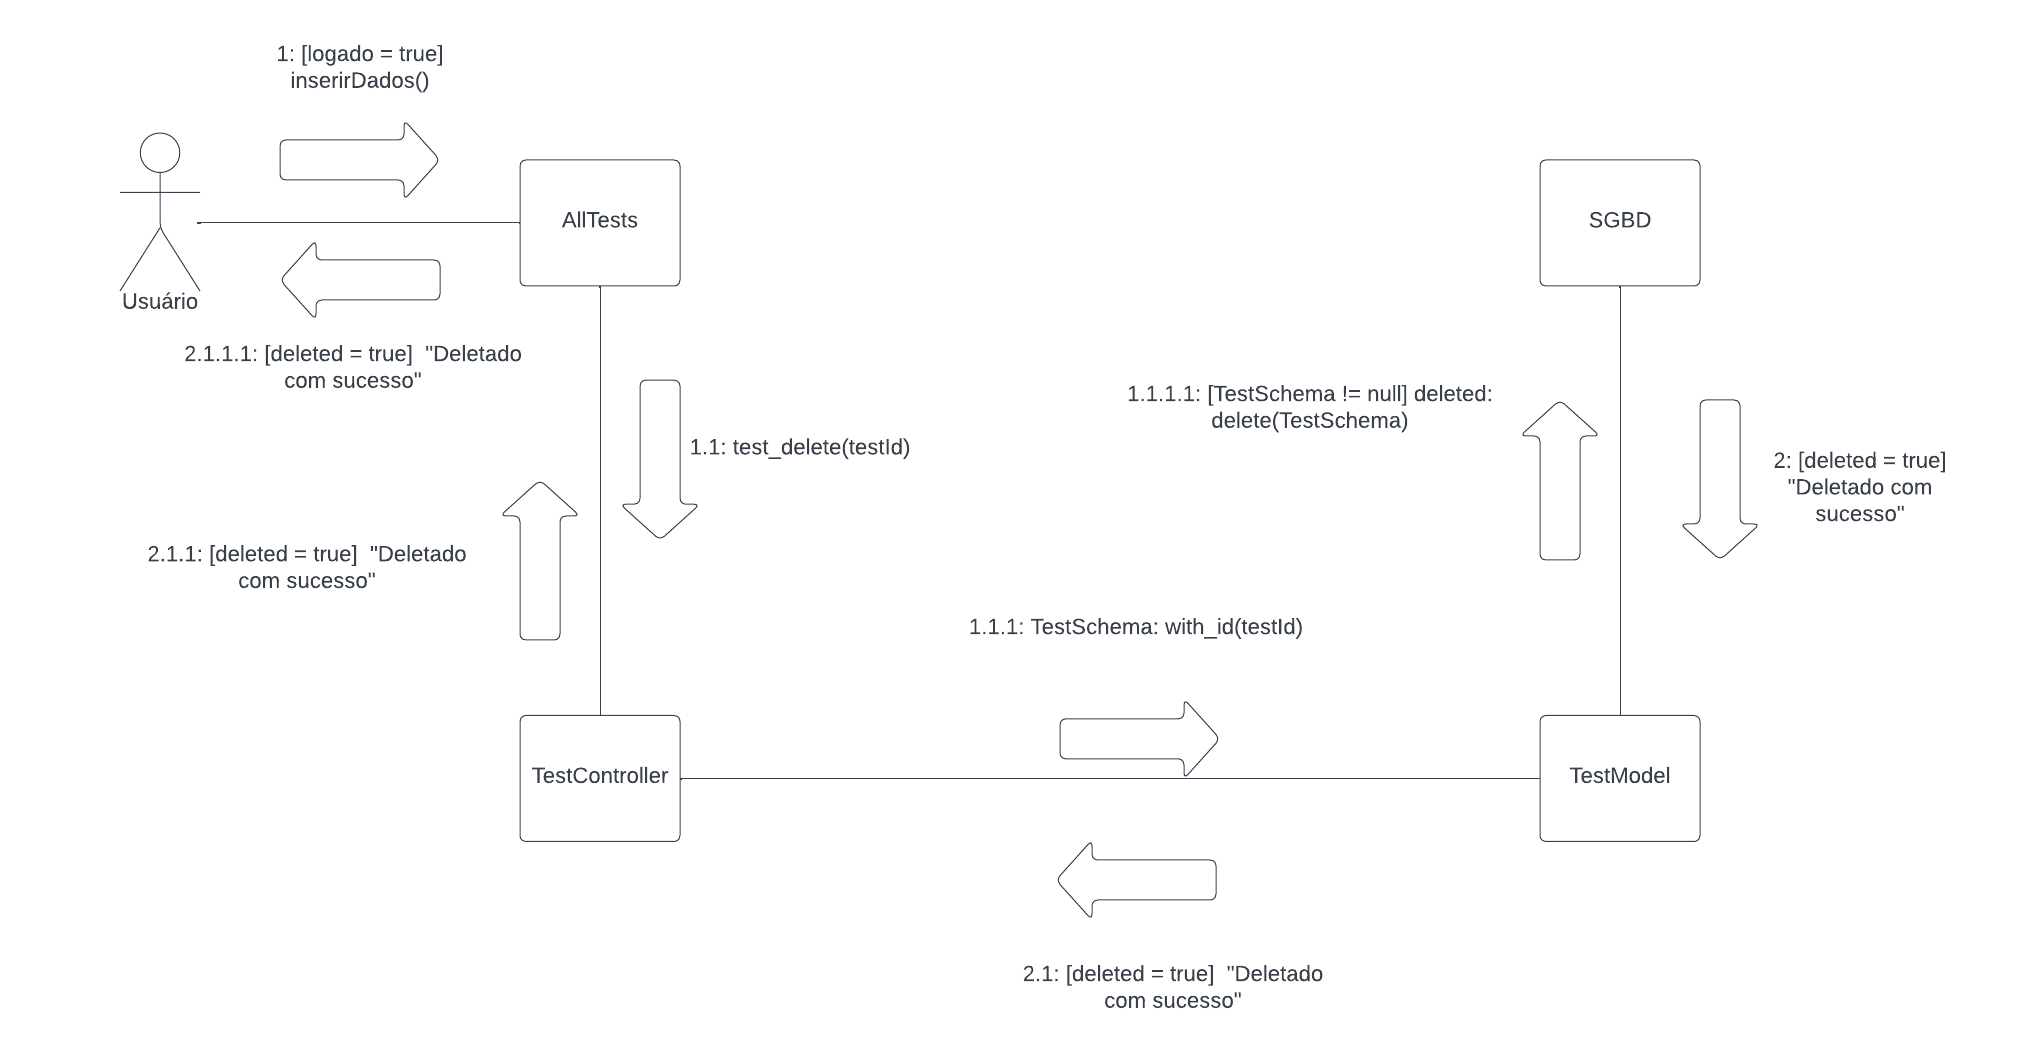 1: [logado = true]
inserirDados()
AllTests
SGBD
Usuário
2.1.1.1: [deleted = true]  "Deletado
com sucesso"
1.1: test_delete(testId)
1.1.1.1: [TestSchema != null] deleted:
delete(TestSchema)
2: [deleted = true]
"Deletado com
sucesso"
2.1.1: [deleted = true]  "Deletado
com sucesso"
1.1.1: TestSchema: with_id(testId)
TestController
TestModel
2.1: [deleted = true]  "Deletado
com sucesso"